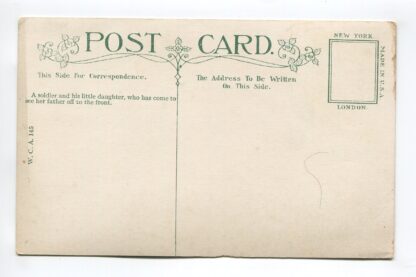 POST CARD.
NEW YORK
MADE IN U.S.A
LONDON.
This Side for Correspondence.
The Address To Be Written
On This Side.
A soldier and his little daughter, who has come to
see her father off to the front.
W. C. A. 145